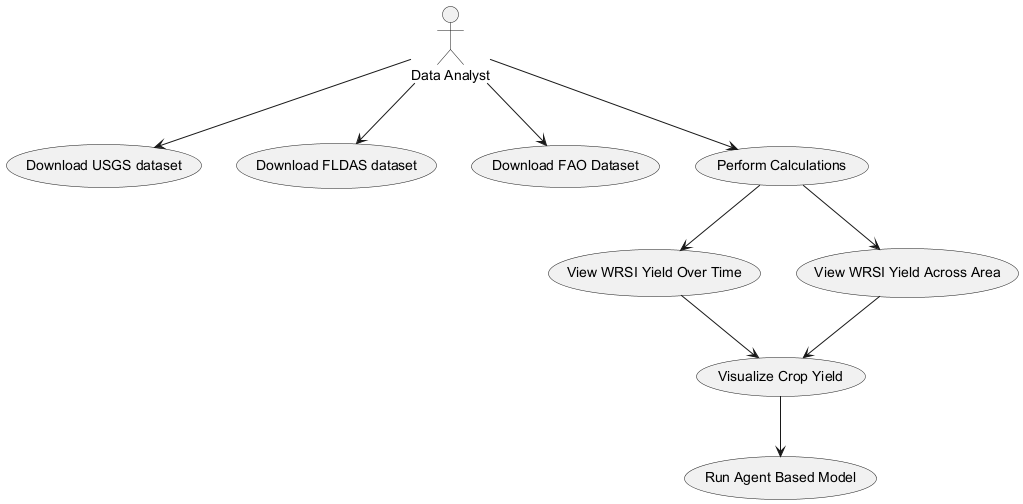 Data Analyst
Download USGS dataset
Download FLDAS dataset
Download FAO Dataset
Perform Calculations
View WRSI Yield Over Time
View WRSI Yield Across Area
Visualize Crop Yield
Run Agent Based Model